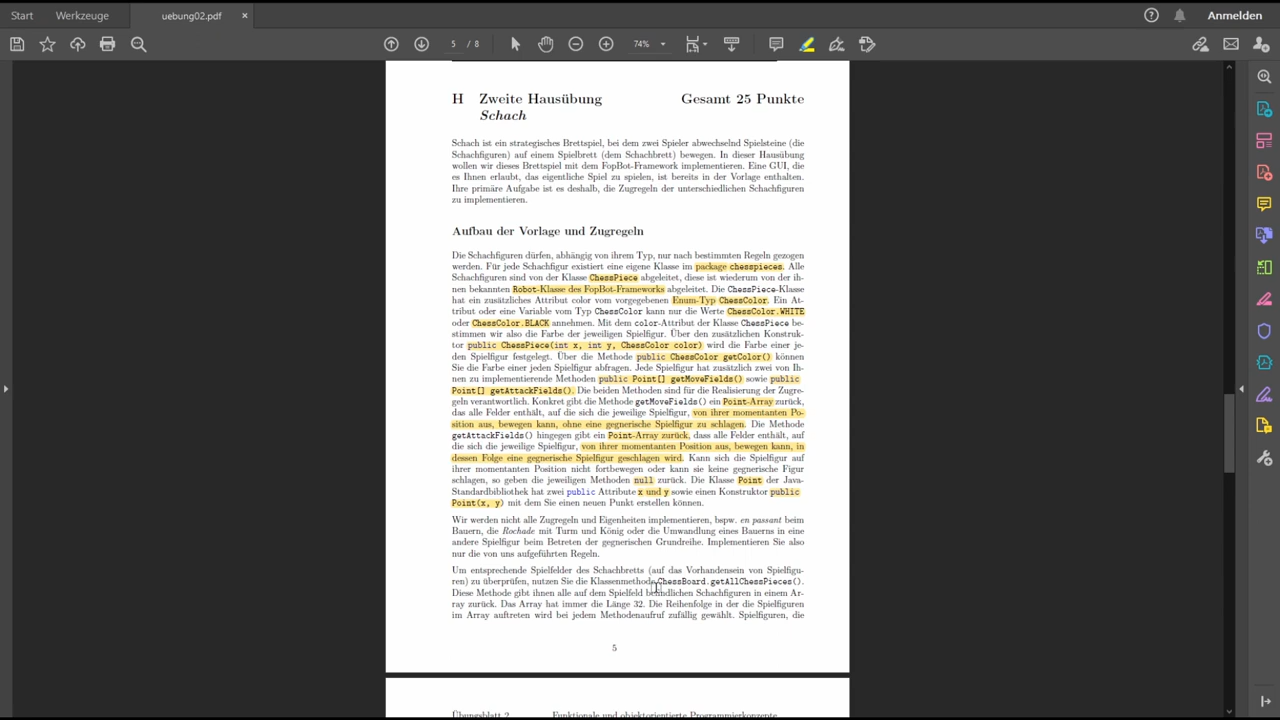 Start Werkzeuge uebung02.pdf × Anmelden
5 / 8 74%
H Zweite Hausübung Gesamt 25 Punkte
Schach
Schach ist ein strategisches Brettspiel, bei dem zwei Spieler abwechselnd Spielsteine (die
Schachfiguren) auf einem Spielbrett (dem Schachbrett) bewegen. In dieser Hausübung
wollen wir dieses Brettspiel mit dem FopBot-Framework implementieren. Eine GUI, die
es Ihnen erlaubt, das eigentliche Spiel zu spielen, ist bereits in der Vorlage enthalten.
Ihre primäre Aufgabe ist es deshalb, die Zugregeln der unterschiedlichen Schachfiguren
zu implementieren.
Aufbau der Vorlage und Zugregeln
Die Schachfiguren dürfen, abhängig von ihrem Typ, nur nach bestimmten Regeln gezogen
werden. Für jede Schachfigur existiert eine eigene Klasse im package chesspieces. Alle
Schachfiguren sind von der Klasse ChessPiece abgeleitet, diese ist wiederum von der ih-
nen bekannten Robot-Klasse des FopBot-Frameworks abgeleitet. Die ChessPiece-Klasse
hat ein zusätzliches Attribut color vom vorgegebenen Enum-Typ ChessColor. Ein At-
tribut oder eine Variable vom Typ ChessColor kann nur die Werte ChessColor.WHITE
oder ChessColor.BLACK annehmen. Mit dem color-Attribut der Klasse ChessPiece be-
stimmen wir also die Farbe der jeweiligen Spielfigur. Über den zusätzlichen Konstruk-
tor public ChessPiece(int x, int y, ChessColor color) wird die Farbe einer je-
den Spielfigur festgelegt. Über die Methode public ChessColor getColor() können
Sie die Farbe einer jeden Spielfigur abfragen. Jede Spielfigur hat zusätzlich zwei von Ih-
nen zu implementierende Methoden public Point[] getMoveFields() sowie public
Point[] getAttackFields(). Die beiden Methoden sind für die Realisierung der Zugre-
geln verantwortlich. Konkret gibt die Methode getMoveFields() ein Point-Array zurück,
das alle Felder enthält, auf die sich die jeweilige Spielfigur, von ihrer momentanen Po-
sition aus, bewegen kann, ohne eine gegnerische Spielfigur zu schlagen. Die Methode
getAttackFields() hingegen gibt ein Point-Array zurück, dass alle Felder enthält, auf
die sich die jeweilige Spielfigur, von ihrer momentanen Position aus, bewegen kann, in
dessen Folge eine gegnerische Spielfigur geschlagen wird. Kann sich die Spielfigur auf
ihrer momentanen Position nicht fortbewegen oder kann sie keine gegnerische Figur
schlagen, so geben die jeweiligen Methoden null zurück. Die Klasse Point der Java-
Standardbibliothek hat zwei public Attribute x und y sowie einen Konstruktor public
Point(x, y) mit dem Sie einen neuen Punkt erstellen können.
Wir werden nicht alle Zugregeln und Eigenheiten implementieren, bspw. en passant beim
Bauern, die Rochade mit Turm und König oder die Umwandlung eines Bauerns in eine
andere Spielfigur beim Betreten der gegnerischen Grundreihe. Implementieren Sie also
nur die von uns aufgeführten Regeln.
Um entsprechende Spielfelder des Schachbretts (auf das Vorhandensein von Spielfigu-
ren) zu überprüfen, nutzen Sie die Klassenmethode ChessBoard.getAllChessPieces().
Diese Methode gibt ihnen alle auf dem Spielfeld befindlichen Schachfiguren in einem Ar-
ray zurück. Das Array hat immer die Länge 32. Die Reihenfolge in der die Spielfiguren
im Array auftreten wird bei jedem Methodenaufruf zufällig gewählt. Spielfiguren, die
5
Übungsblatt 2 Funktionale und objektorientierte Programmierkonzepte